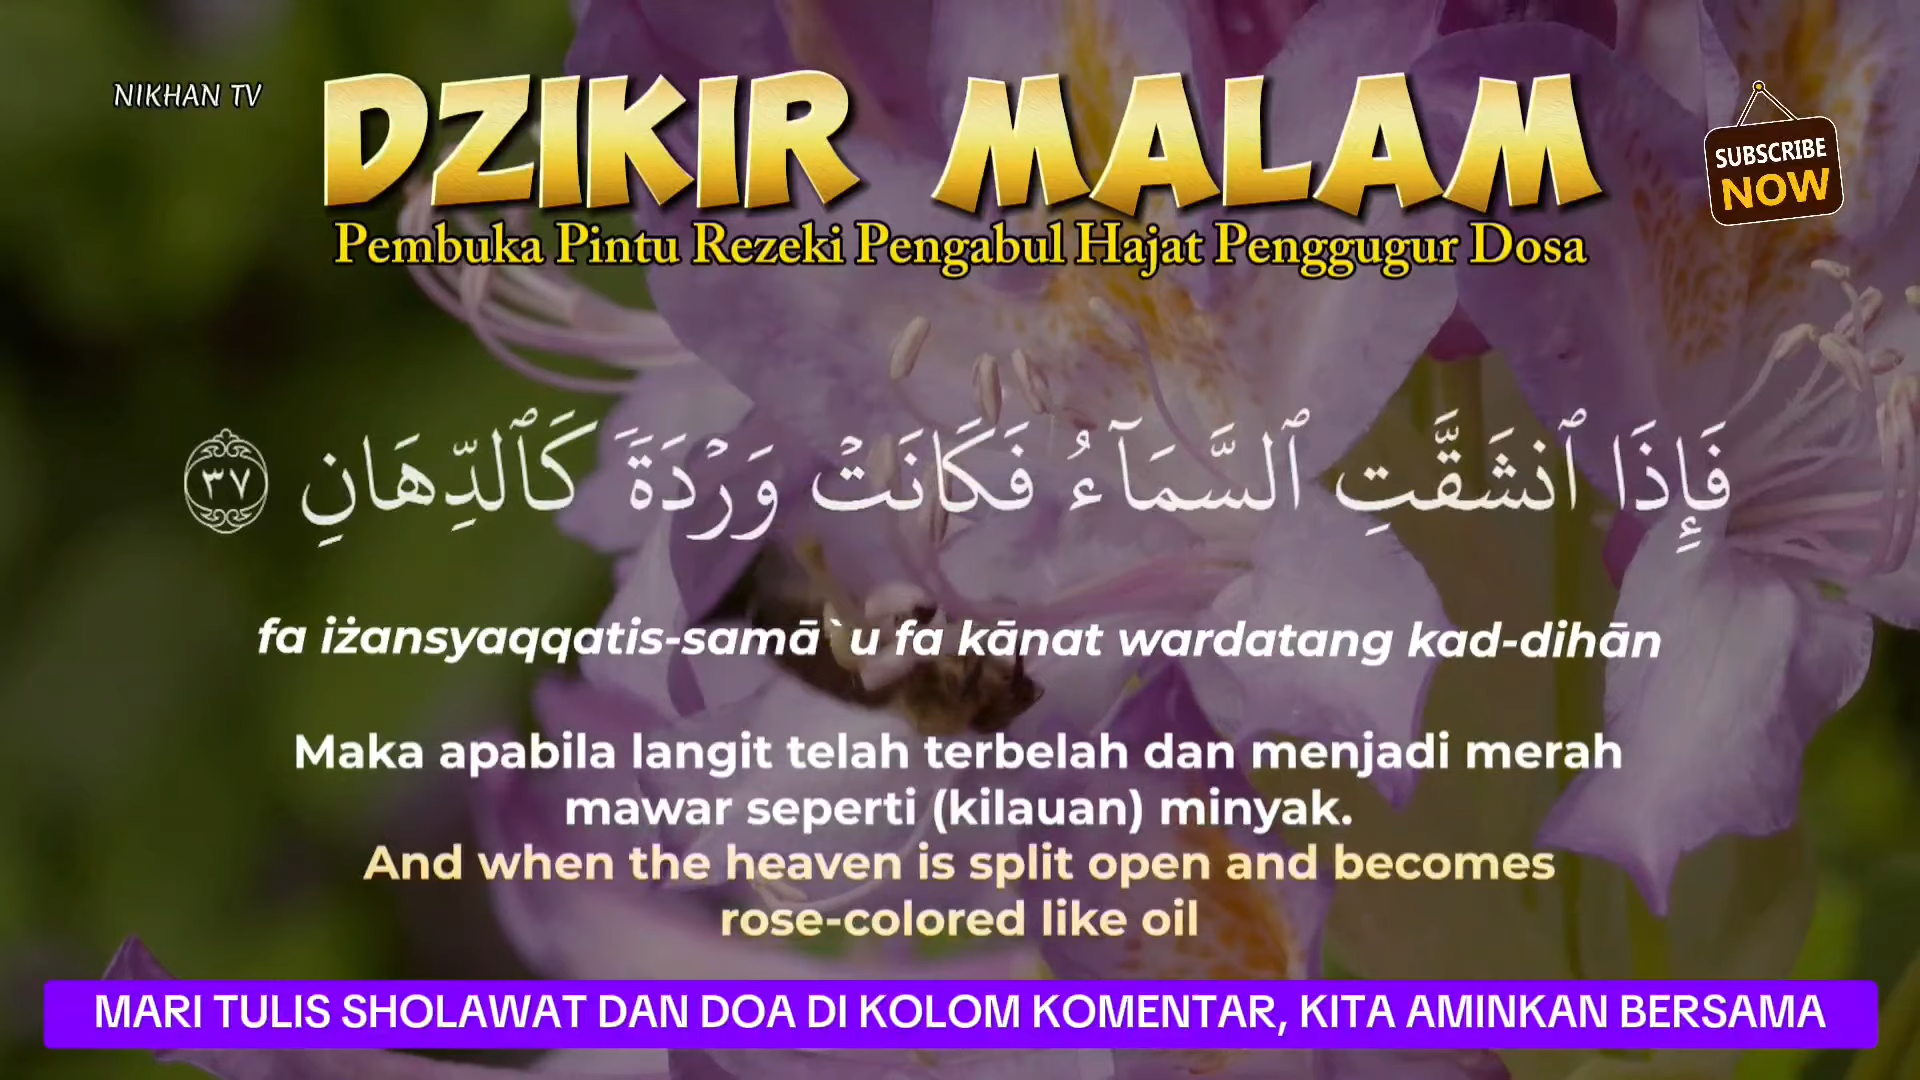 NIKHAN TV
DZIKIR MALAM
SUBSCRIBE
NOW
Pembuka Pintu Rezeki Pengabul Hajat Penggugur Dosa
فَإِذَا ٱنشَقَّتِ ٱلسَّمَآءُ فَكَانَتْ وَرْدَةً كَٱلدِّهَانِ ٣٧
fa iżansyaqqatis-samā`u fa kānat wardatang kad-dihān
Maka apabila langit telah terbelah dan menjadi merah
mawar seperti (kilauan) minyak.
And when the heaven is split open and becomes
rose-colored like oil
MARI TULIS SHOLAWAT DAN DOA DI KOLOM KOMENTAR, KITA AMINKAN BERSAMA